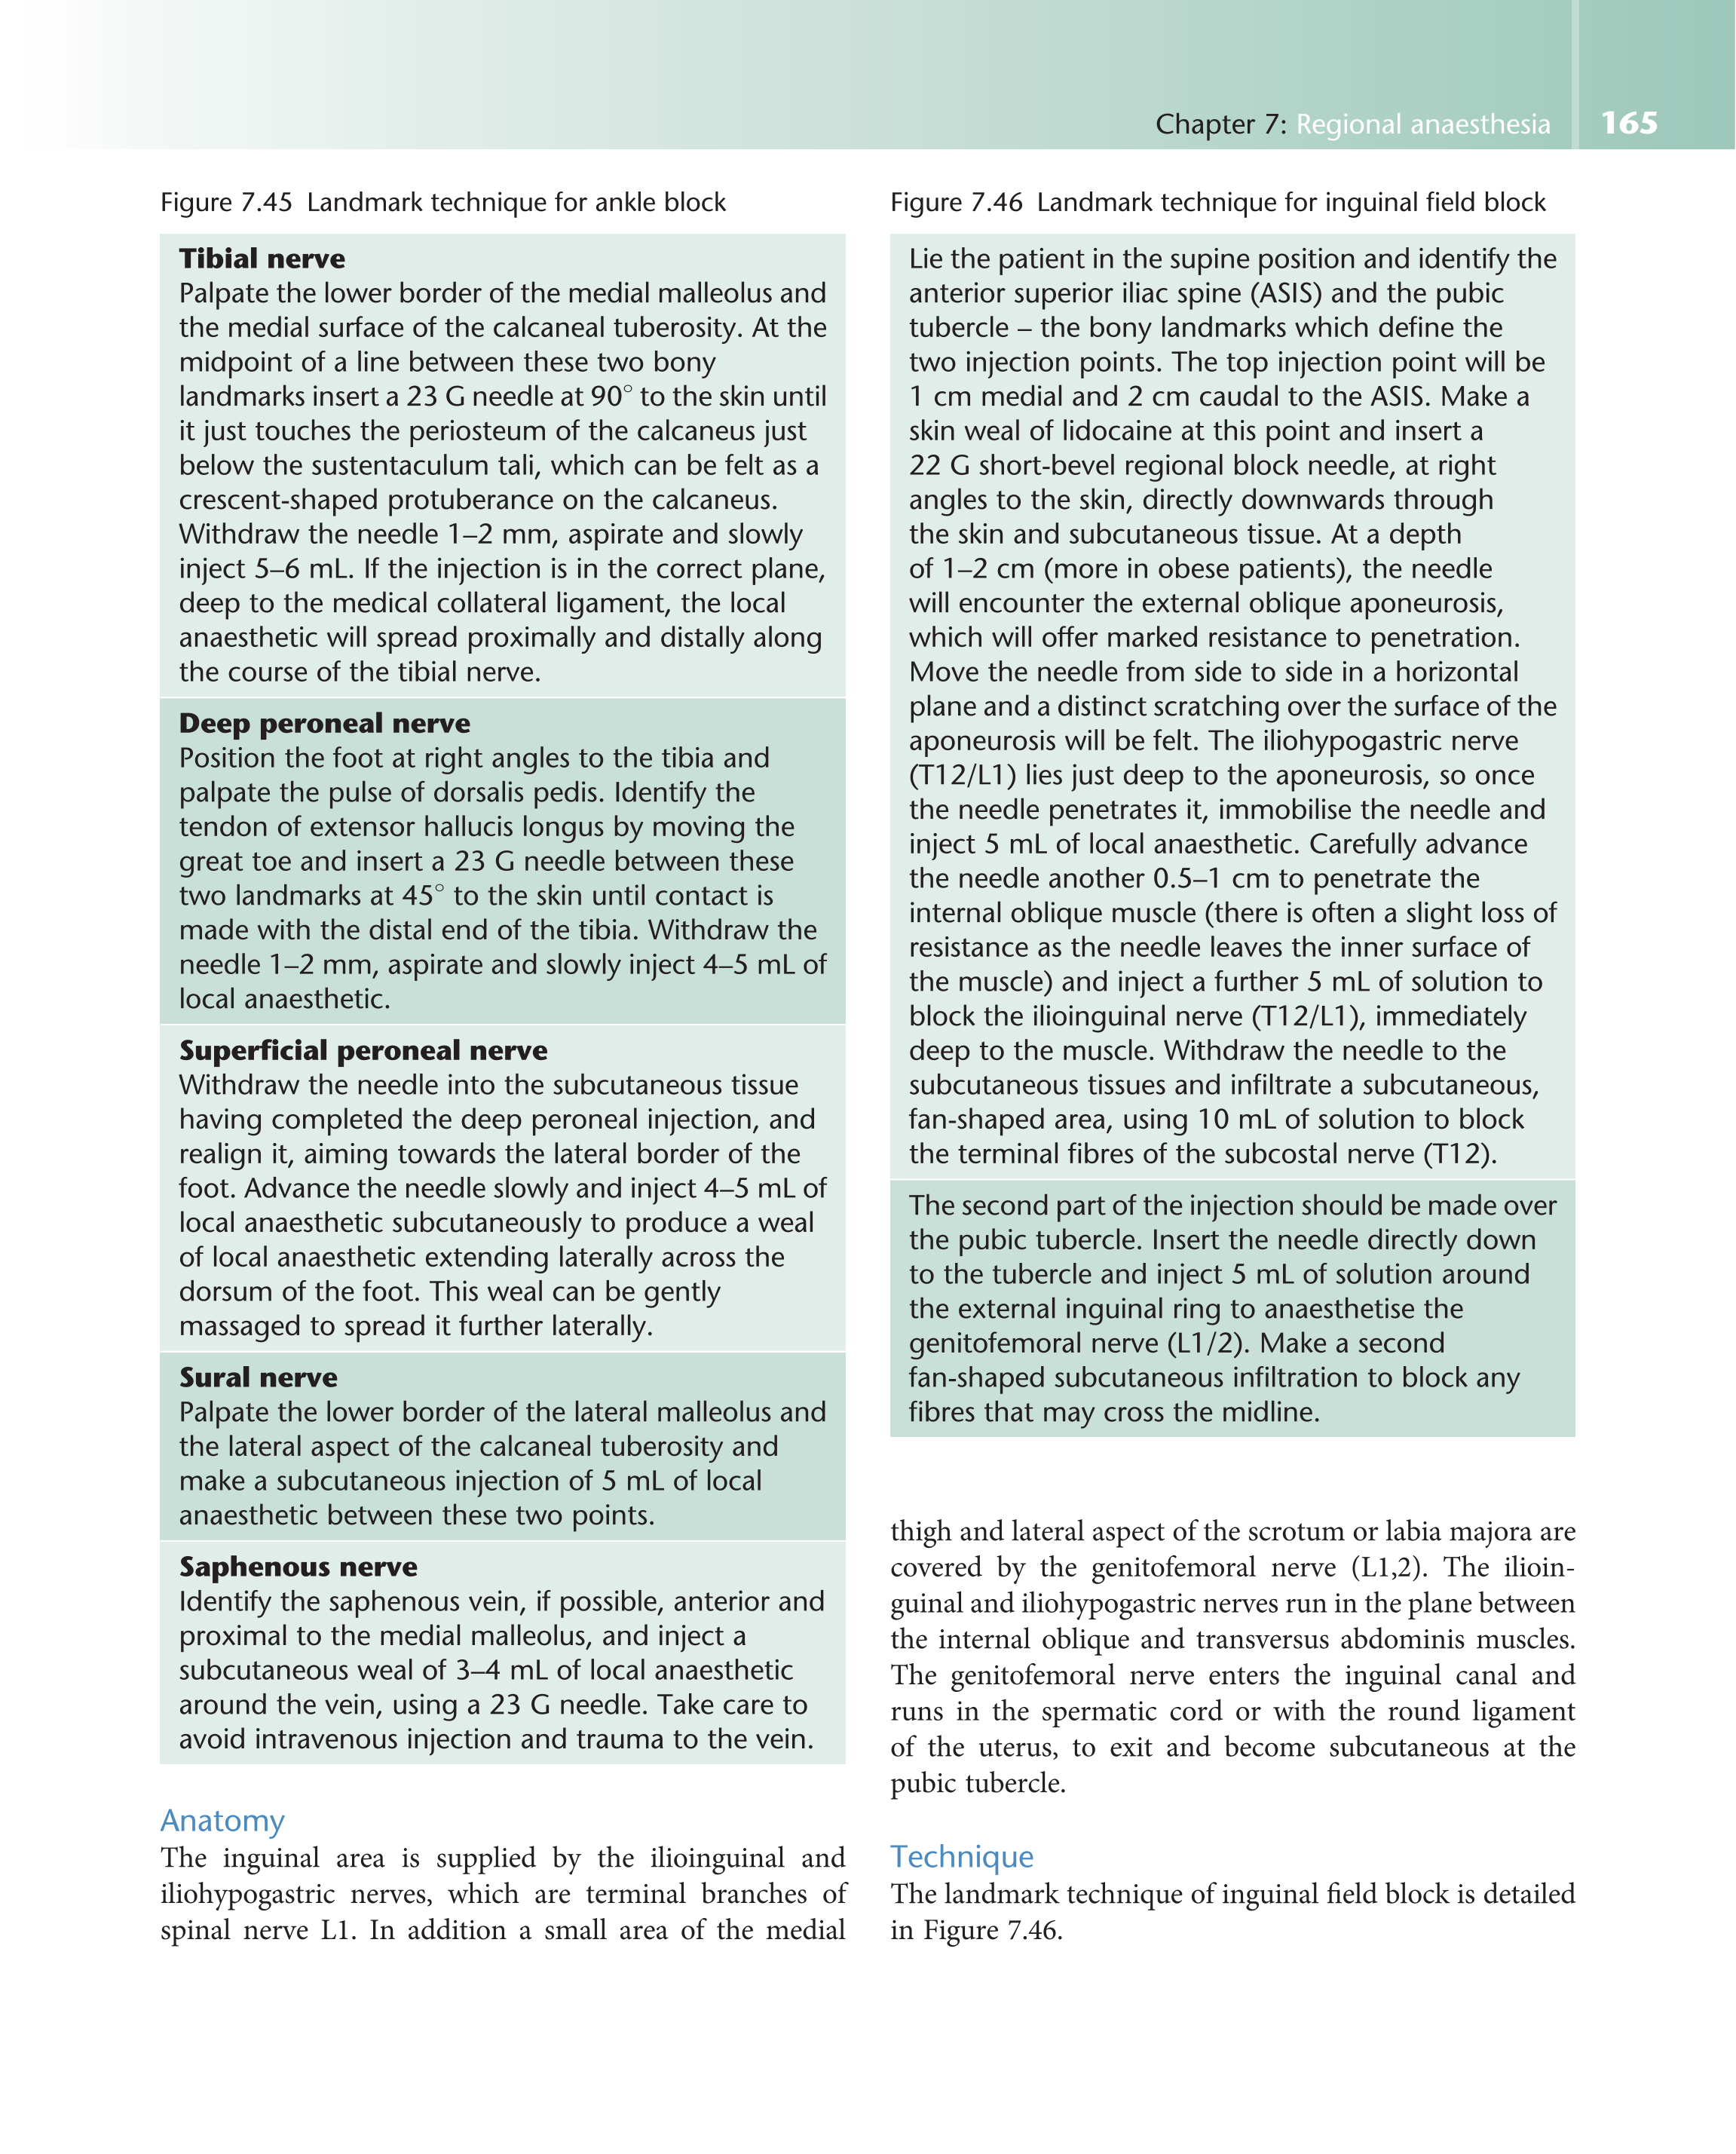 Chapter 7: Regional anaesthesia 165
Figure 7.45 Landmark technique for ankle block
Tibial nerve
Palpate the lower border of the medial malleolus and
the medial surface of the calcaneal tuberosity. At the
midpoint of a line between these two bony
landmarks insert a 23 G needle at 90° to the skin until
it just touches the periosteum of the calcaneus just
below the sustentaculum tali, which can be felt as a
crescent-shaped protuberance on the calcaneus.
Withdraw the needle 1–2 mm, aspirate and slowly
inject 5–6 mL. If the injection is in the correct plane,
deep to the medical collateral ligament, the local
anaesthetic will spread proximally and distally along
the course of the tibial nerve.
Deep peroneal nerve
Position the foot at right angles to the tibia and
palpate the pulse of dorsalis pedis. Identify the
tendon of extensor hallucis longus by moving the
great toe and insert a 23 G needle between these
two landmarks at 45° to the skin until contact is
made with the distal end of the tibia. Withdraw the
needle 1–2 mm, aspirate and slowly inject 4–5 mL of
local anaesthetic.
Superficial peroneal nerve
Withdraw the needle into the subcutaneous tissue
having completed the deep peroneal injection, and
realign it, aiming towards the lateral border of the
foot. Advance the needle slowly and inject 4–5 mL of
local anaesthetic subcutaneously to produce a weal
of local anaesthetic extending laterally across the
dorsum of the foot. This weal can be gently
massaged to spread it further laterally.
Sural nerve
Palpate the lower border of the lateral malleolus and
the lateral aspect of the calcaneal tuberosity and
make a subcutaneous injection of 5 mL of local
anaesthetic between these two points.
Saphenous nerve
Identify the saphenous vein, if possible, anterior and
proximal to the medial malleolus, and inject a
subcutaneous weal of 3–4 mL of local anaesthetic
around the vein, using a 23 G needle. Take care to
avoid intravenous injection and trauma to the vein.
Anatomy
The inguinal area is supplied by the ilioinguinal and
iliohypogastric nerves, which are terminal branches of
spinal nerve L1. In addition a small area of the medial
Figure 7.46 Landmark technique for inguinal field block
Lie the patient in the supine position and identify the
anterior superior iliac spine (ASIS) and the pubic
tubercle – the bony landmarks which define the
two injection points. The top injection point will be
1 cm medial and 2 cm caudal to the ASIS. Make a
skin weal of lidocaine at this point and insert a
22 G short-bevel regional block needle, at right
angles to the skin, directly downwards through
the skin and subcutaneous tissue. At a depth
of 1–2 cm (more in obese patients), the needle
will encounter the external oblique aponeurosis,
which will offer marked resistance to penetration.
Move the needle from side to side in a horizontal
plane and a distinct scratching over the surface of the
aponeurosis will be felt. The iliohypogastric nerve
(T12/L1) lies just deep to the aponeurosis, so once
the needle penetrates it, immobilise the needle and
inject 5 mL of local anaesthetic. Carefully advance
the needle another 0.5–1 cm to penetrate the
internal oblique muscle (there is often a slight loss of
resistance as the needle leaves the inner surface of
the muscle) and inject a further 5 mL of solution to
block the ilioinguinal nerve (T12/L1), immediately
deep to the muscle. Withdraw the needle to the
subcutaneous tissues and infiltrate a subcutaneous,
fan-shaped area, using 10 mL of solution to block
the terminal fibres of the subcostal nerve (T12).
The second part of the injection should be made over
the pubic tubercle. Insert the needle directly down
to the tubercle and inject 5 mL of solution around
the external inguinal ring to anaesthetise the
genitofemoral nerve (L1/2). Make a second
fan-shaped subcutaneous infiltration to block any
fibres that may cross the midline.
thigh and lateral aspect of the scrotum or labia majora are
covered by the genitofemoral nerve (L1,2). The ilioin-
guinal and iliohypogastric nerves run in the plane between
the internal oblique and transversus abdominis muscles.
The genitofemoral nerve enters the inguinal canal and
runs in the spermatic cord or with the round ligament
of the uterus, to exit and become subcutaneous at the
pubic tubercle.
Technique
The landmark technique of inguinal field block is detailed
in Figure 7.46.